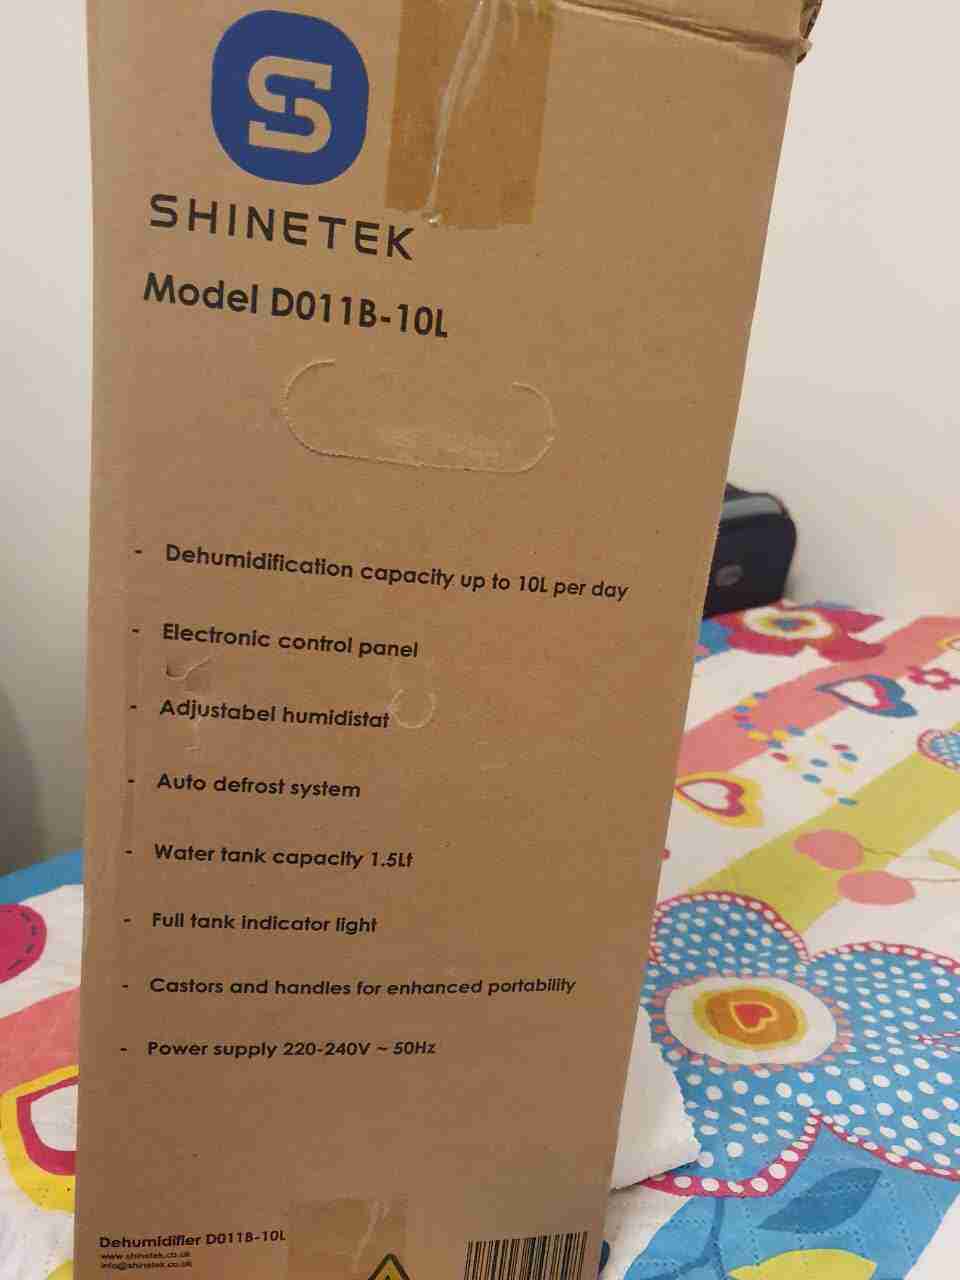 S
SHINETEK
Model D011B-10L
- Dehumidification capacity up to 10L per day
- Electronic control panel
- Adjustabel humidistat
- Auto defrost system
- Water tank capacity 1.5Lt
- Full tank indicator light
- Castors and handles for enhanced portability
- Power supply 220-240V ~ 50Hz
Dehumidifier D011B-10L
www.shinetek.co.uk
info@shinetek.co.uk